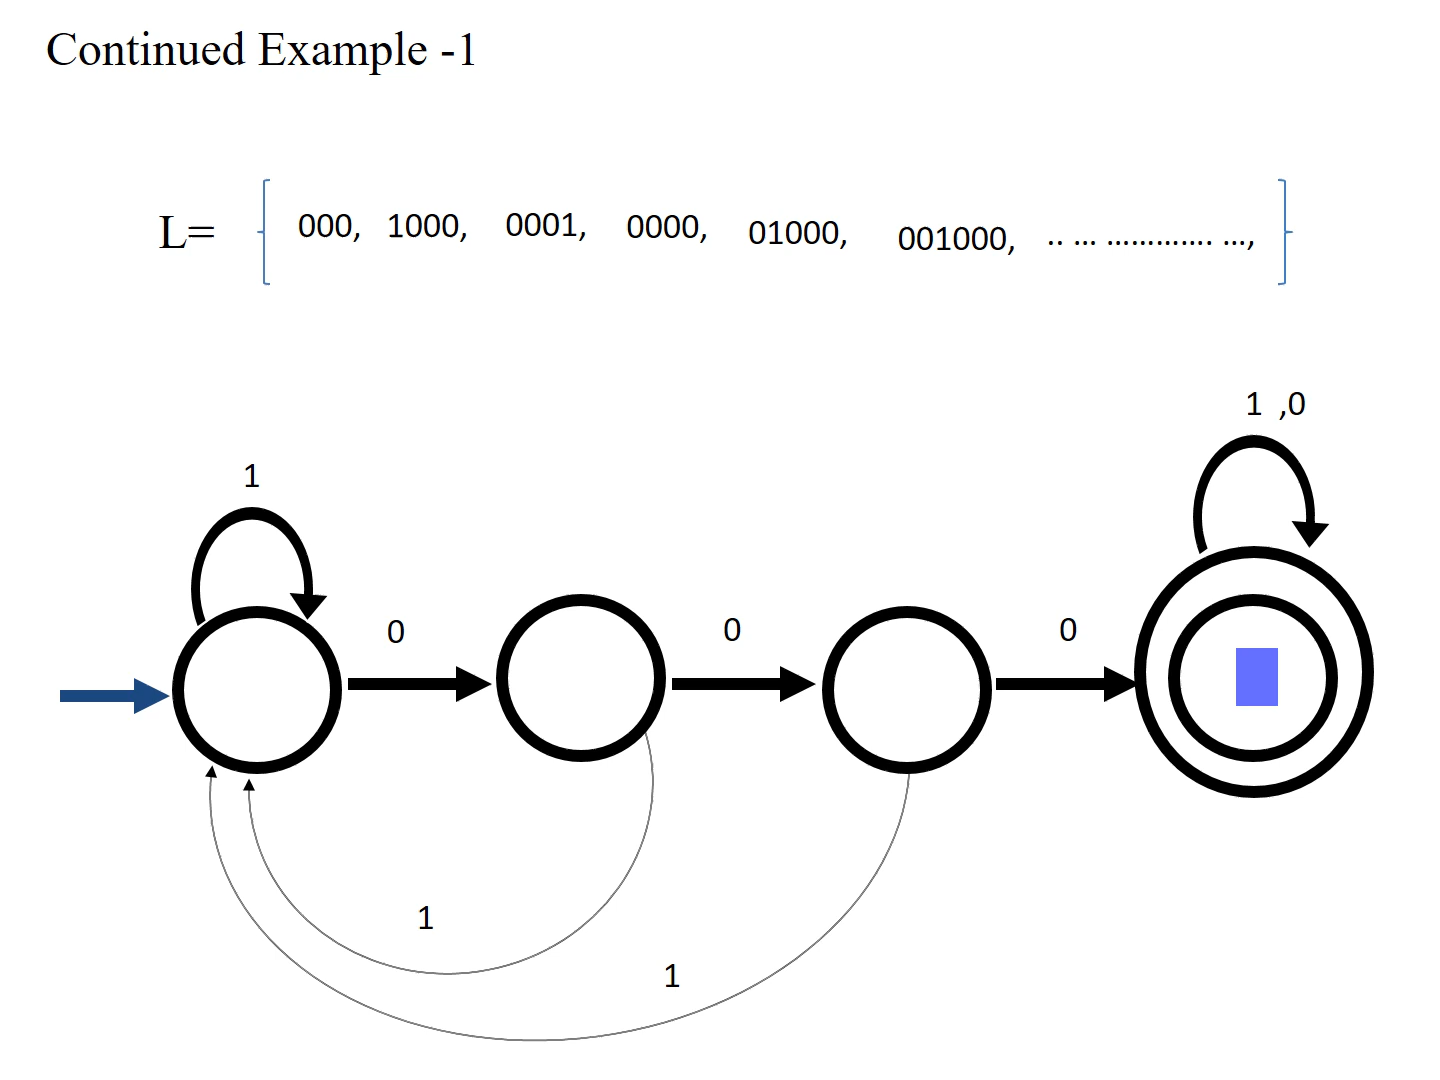 Continued Example -1
L= 000, 1000, 0001, 0000, 01000, 001000, .. ... ............. ...,
1 ,0
1
0 0 0
1
1